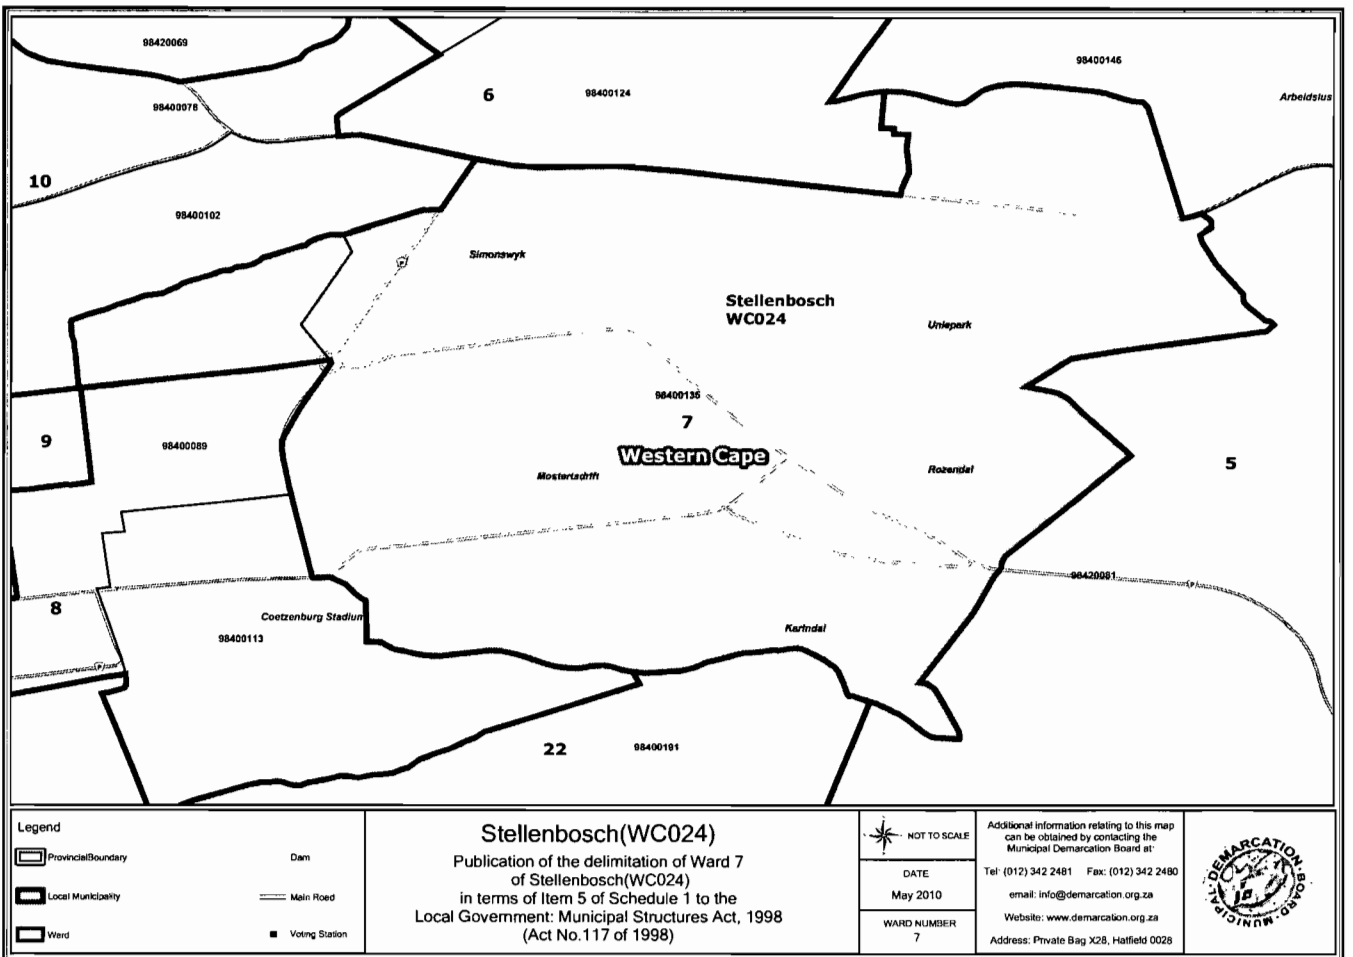 98420069
98400146
6
98400124
Arbeidslus
98400078
10
98400102
Simonswyk
Stellenbosch
WC024
Uniepark
98400136
7
9
98400089
Western Cape
5
Mostertsdrift
Rozendal
98420081
8
Coetzenburg Stadium
98400113
Karindal
22
98400191
Legend
ProvincialBoundary
Dam
Local Municipality
Main Road
Ward
Voting Station
Stellenbosch(WC024)
Publication of the delimitation of Ward 7
of Stellenbosch(WC024)
in terms of Item 5 of Schedule 1 to the
Local Government: Municipal Structures Act, 1998
(Act No.117 of 1998)
NOT TO SCALE
DATE
May 2010
WARD NUMBER
7
Additional information relating to this map
can be obtained by contacting the
Municipal Demarcation Board at:
Tel: (012) 342 2481 Fax: (012) 342 2480
email: info@demarcation.org.za
Website: www.demarcation.org.za
Address: Private Bag X28, Hatfield 0028
MUNICIPAL DEMARCATION BOARD